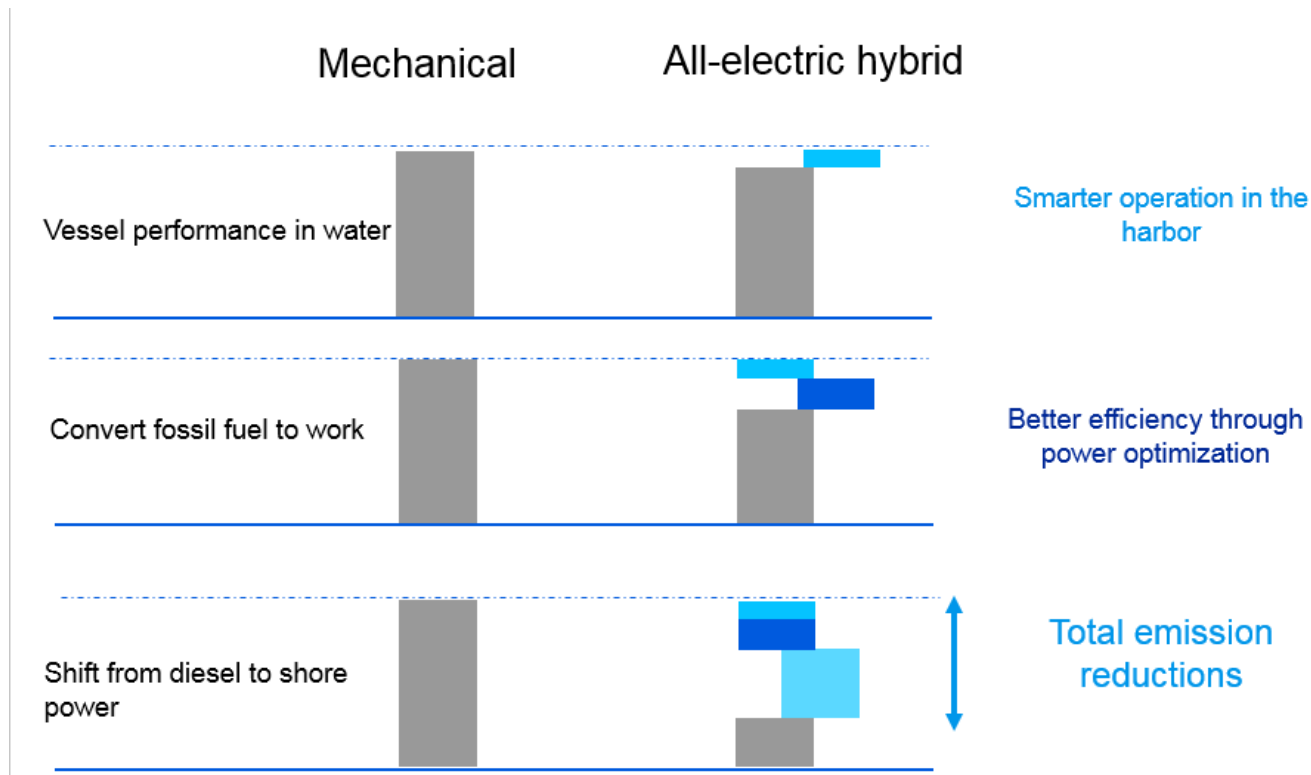 Mechanical
All-electric hybrid
Vessel performance in water
Smarter operation in the
harbor
Convert fossil fuel to work
Better efficiency through
power optimization
Shift from diesel to shore
power
Total emission
reductions